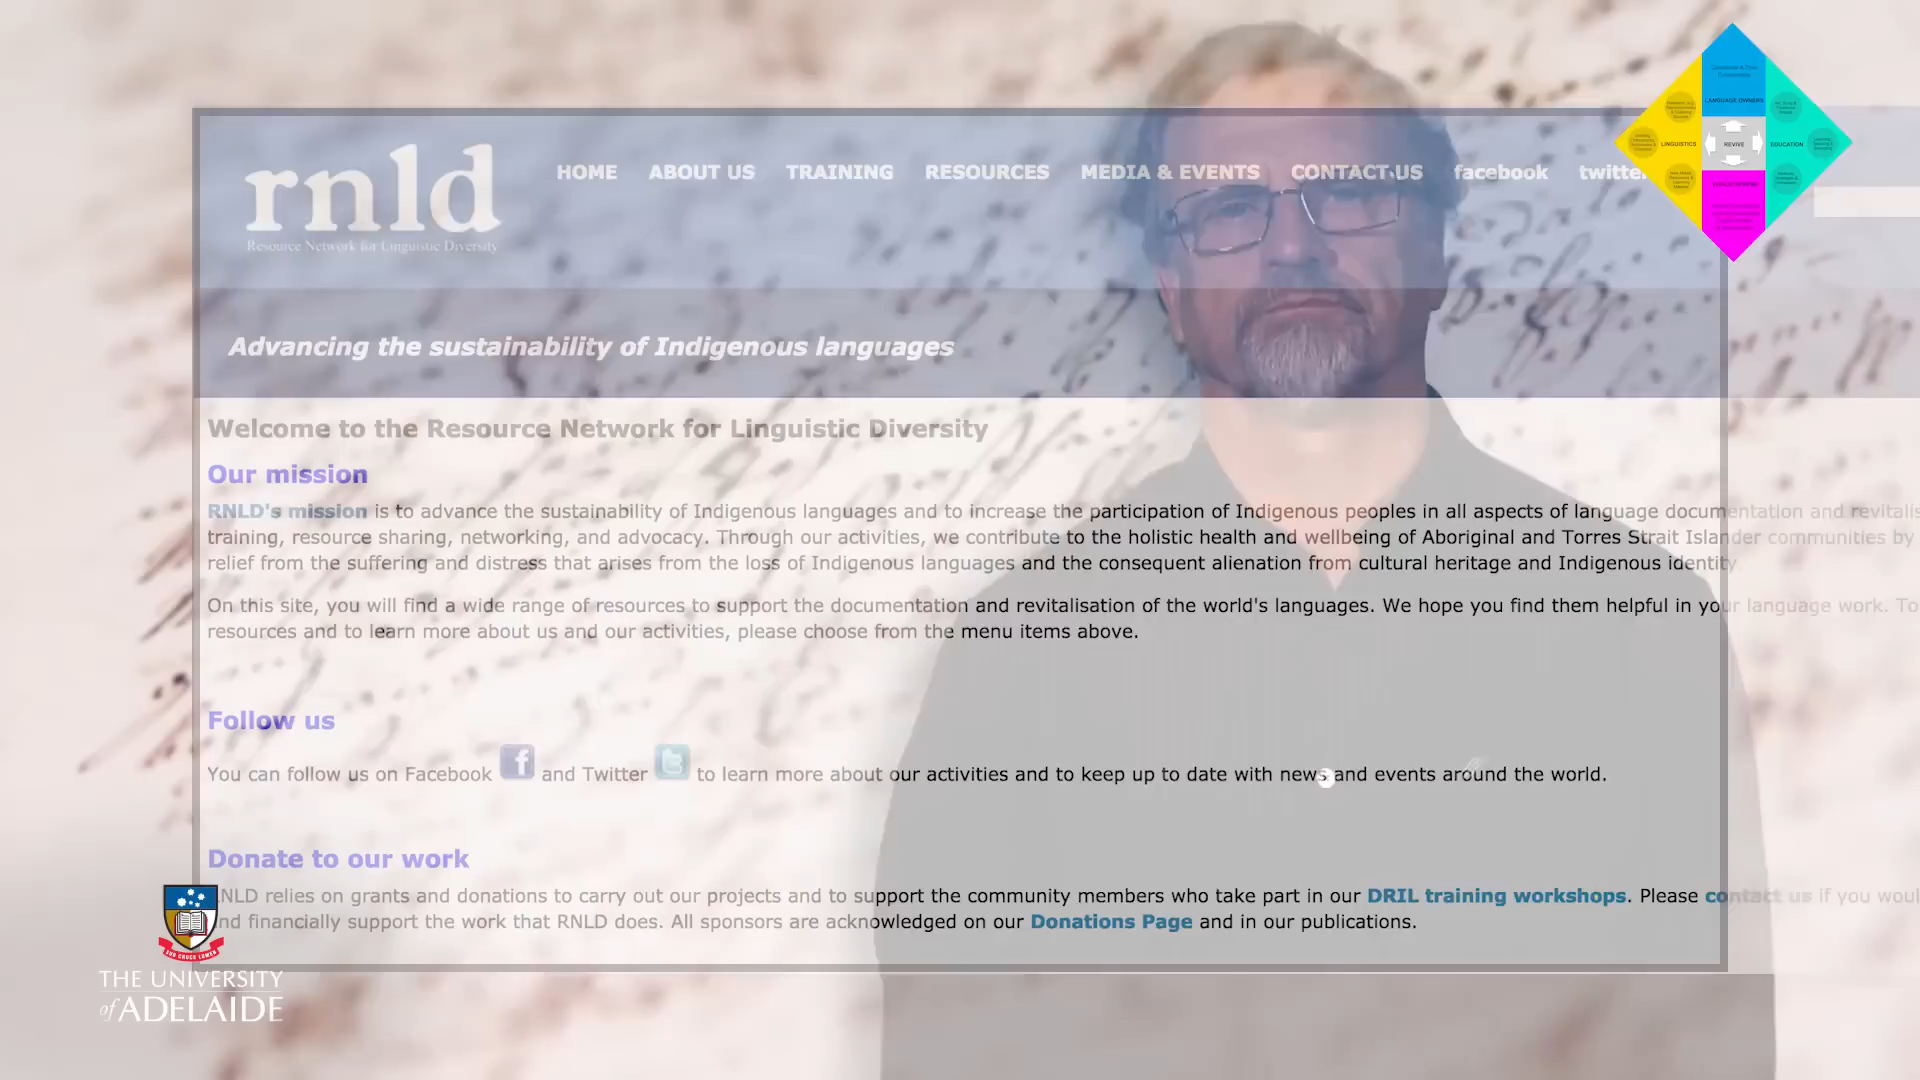 rnld
Resource Network for Linguistic Diversity
HOME ABOUT US TRAINING RESOURCES MEDIA & EVENTS CONTACT US facebook twitter
Advancing the sustainability of Indigenous languages
LANGUAGE OWNERS
LINGUISTICS
REVIVE
EDUCATION
Welcome to the Resource Network for Linguistic Diversity
Our mission
RNLD's mission is to advance the sustainability of Indigenous languages and to increase the participation of Indigenous peoples in all aspects of language documentation and revitalis
training, resource sharing, networking, and advocacy. Through our activities, we contribute to the holistic health and wellbeing of Aboriginal and Torres Strait Islander communities by
relief from the suffering and distress that arises from the loss of Indigenous languages and the consequent alienation from cultural heritage and Indigenous identity
On this site, you will find a wide range of resources to support the documentation and revitalisation of the world's languages. We hope you find them helpful in your language work. To
resources and to learn more about us and our activities, please choose from the menu items above.
Follow us
You can follow us on Facebook f and Twitter t to learn more about our activities and to keep up to date with news and events around the world.
Donate to our work
RNLD relies on grants and donations to carry out our projects and to support the community members who take part in our DRIL training workshops. Please contact us if you woul
and financially support the work that RNLD does. All sponsors are acknowledged on our Donations Page and in our publications.
SUB CRUCE LUMEN
THE UNIVERSITY
of ADELAIDE